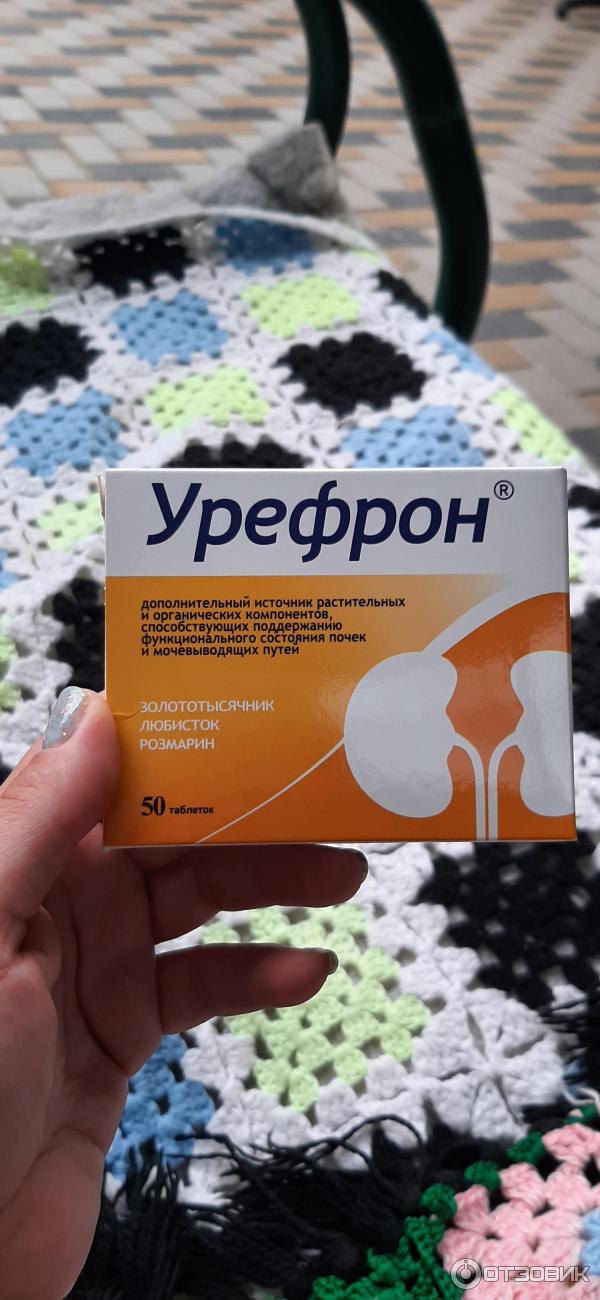 Урефрон®
дополнительный источник растительных
и органических компонентов,
способствующих поддержанию
функционального состояния почек
и мочевыводящих путей
ЗОЛОТОТЫСЯЧНИК
ЛЮБИСТОК
РОЗМАРИН
50 таблеток
ОТЗОВИК